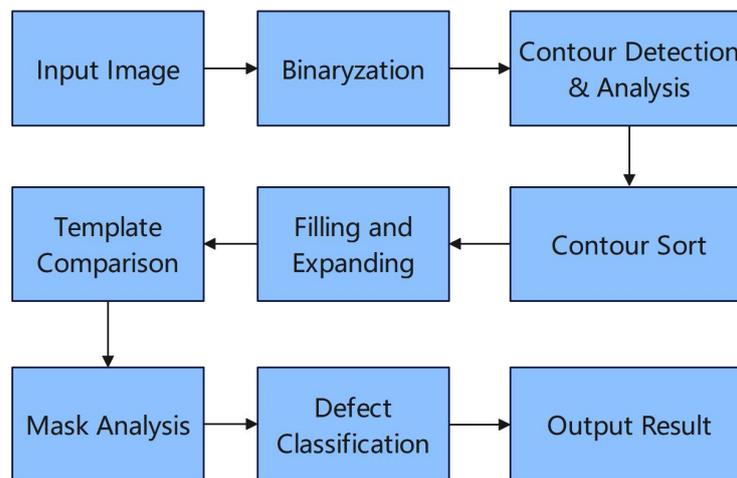 Input Image
Binaryzation
Contour Detection
& Analysis
Template
Comparison
Filling and
Expanding
Contour Sort
Mask Analysis
Defect
Classification
Output Result